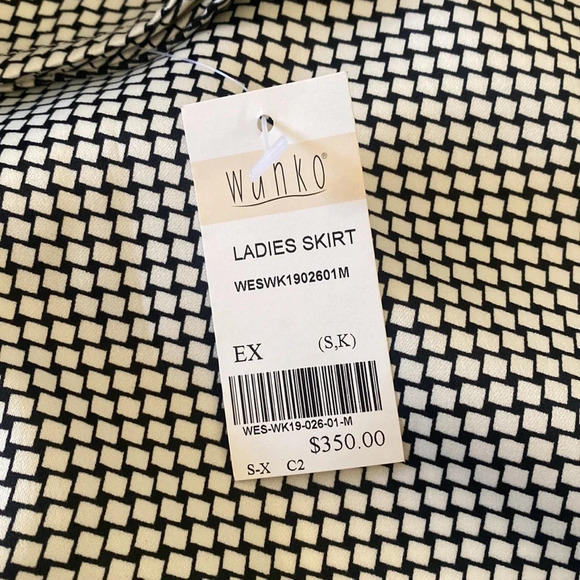 Wunko®
LADIES SKIRT
WESWK1902601M
EX (S,K)
WES-WK19-026-01-M
$350.00
S-X C2